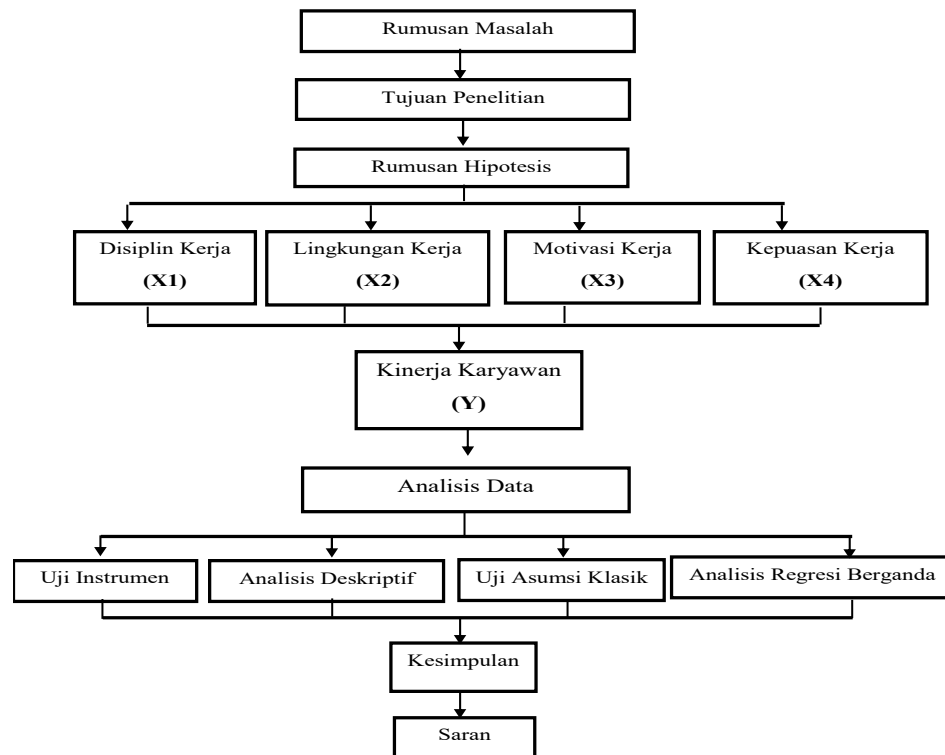 Rumusan Masalah
Tujuan Penelitian
Rumusan Hipotesis
Disiplin Kerja
(X1)
Lingkungan Kerja
(X2)
Motivasi Kerja
(X3)
Kepuasan Kerja
(X4)
Kinerja Karyawan
(Y)
Analisis Data
Uji Instrumen
Analisis Deskriptif
Uji Asumsi Klasik
Analisis Regresi Berganda
Kesimpulan
Saran